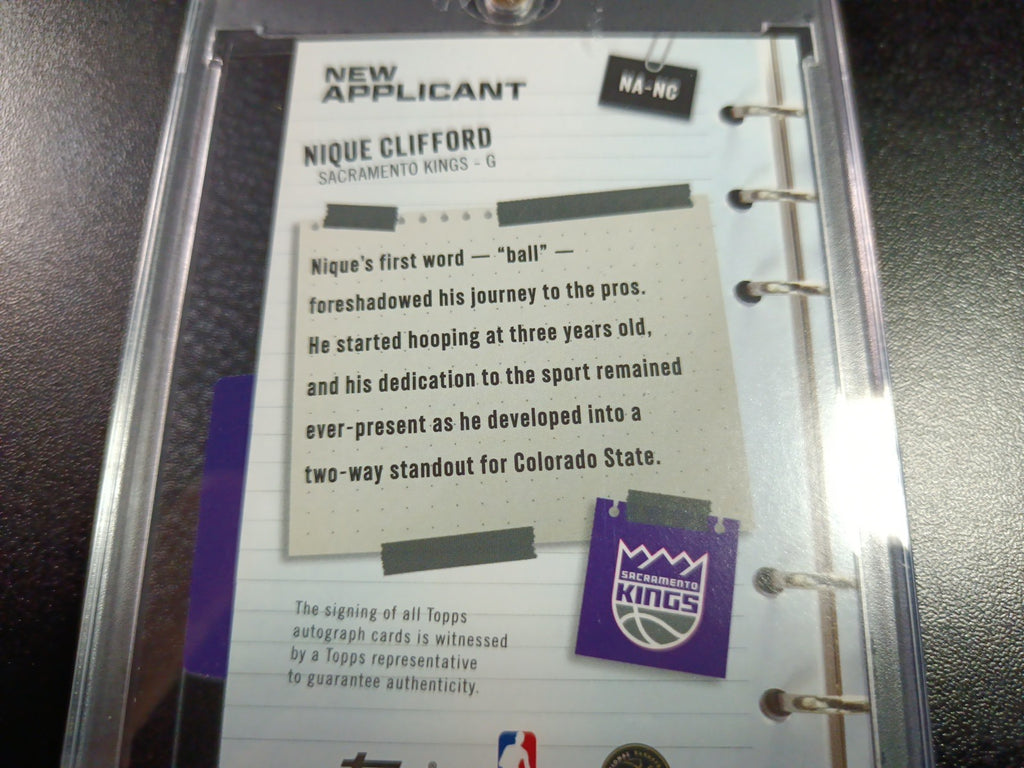 NEW
APPLICANT
NA-NC
NIQUE CLIFFORD
SACRAMENTO KINGS - G
Nique's first word — “ball” —
foreshadowed his journey to the pros.
He started hooping at three years old,
and his dedication to the sport remained
ever-present as he developed into a
two-way standout for Colorado State.
SACRAMENTO
KINGS
The signing of all Topps
autograph cards is witnessed
by a Topps representative
to guarantee authenticity.